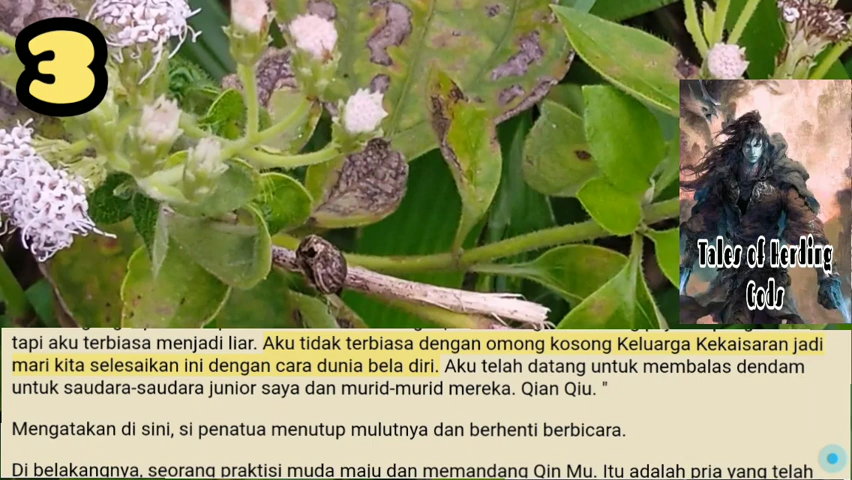 3
Tales of Herding
Gods
tapi aku terbiasa menjadi liar. Aku tidak terbiasa dengan omong kosong Keluarga Kekaisaran jadi
mari kita selesaikan ini dengan cara dunia bela diri. Aku telah datang untuk membalas dendam
untuk saudara-saudara junior saya dan murid-murid mereka. Qian Qiu. "
Mengatakan di sini, si penatua menutup mulutnya dan berhenti berbicara.
Di belakangnya, seorang praktisi muda maju dan memandang Qin Mu. Itu adalah pria yang telah